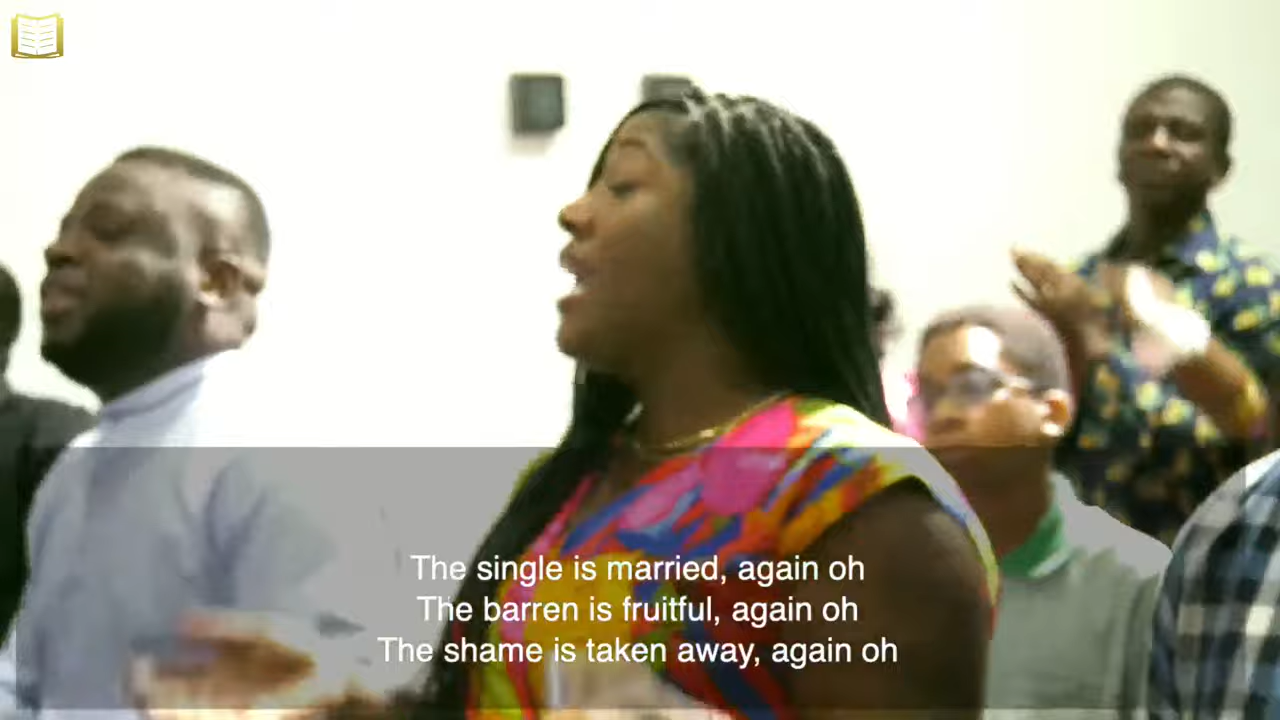 The single is married, again oh
The barren is fruitful, again oh
The shame is taken away, again oh